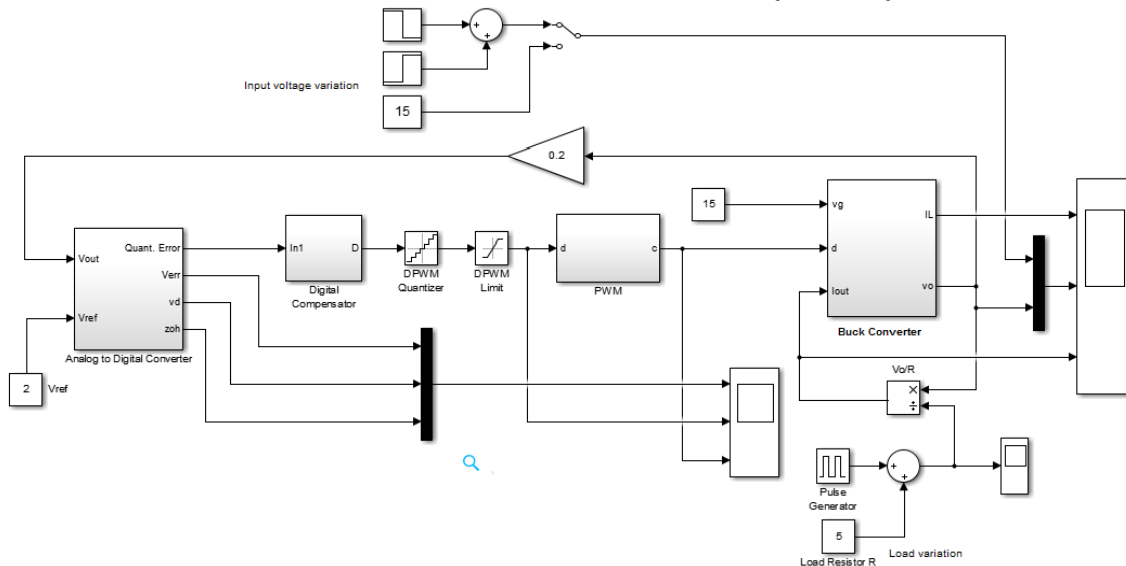 +
+
Input voltage variation
15
0.2
15
vg
IL
Quant. Error
In1
D
d
c
d
Vout
Verr
DPWM
Quantizer
DPWM
Limit
Digital
Compensator
PWM
vd
Iout
vo
Vref
zoh
Buck Converter
Analog to Digital Converter
2
Vref
Vo/R
×
÷
+
+
Pulse
Generator
5
Load Resistor R
Load variation